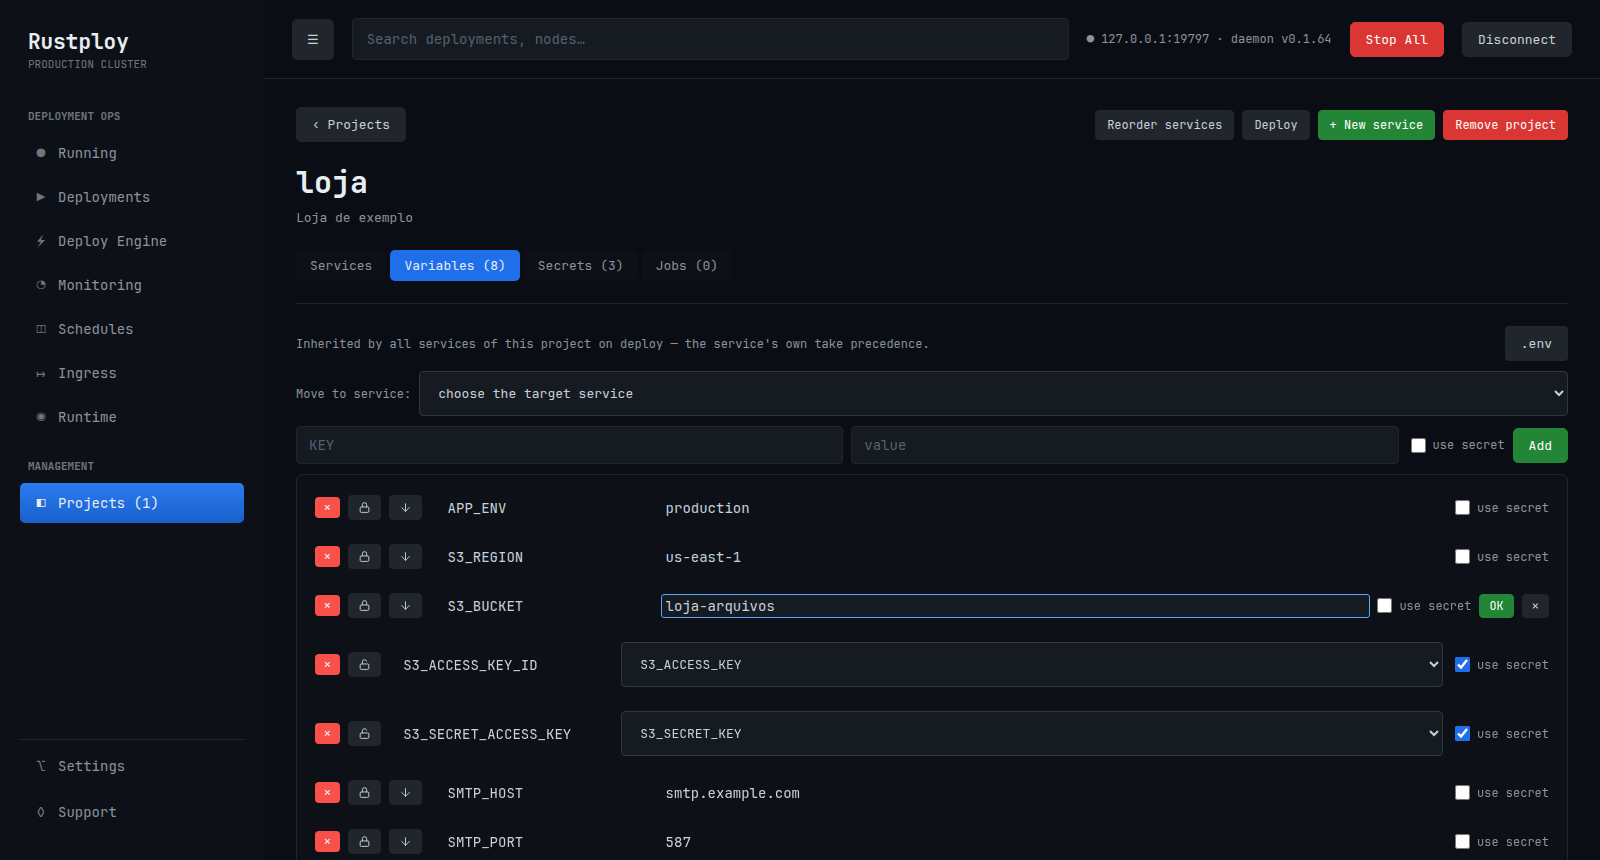 Rustploy
PRODUCTION CLUSTER
DEPLOYMENT OPS
Running
Deployments
Deploy Engine
Monitoring
Schedules
Ingress
Runtime
MANAGEMENT
Projects (1)
Settings
Support
Search deployments, nodes…
● 127.0.0.1:19797 · daemon v0.1.64
Stop All
Disconnect
‹ Projects
Reorder services
Deploy
+ New service
Remove project
loja
Loja de exemplo
Services
Variables (8)
Secrets (3)
Jobs (0)
Inherited by all services of this project on deploy — the service's own take precedence.
.env
Move to service: choose the target service
KEY
value
use secret
Add
× APP_ENV production use secret
× S3_REGION us-east-1 use secret
× S3_BUCKET loja-arquivos use secret OK ×
× S3_ACCESS_KEY_ID S3_ACCESS_KEY use secret
× S3_SECRET_ACCESS_KEY S3_SECRET_KEY use secret
× SMTP_HOST smtp.example.com use secret
× SMTP_PORT 587 use secret